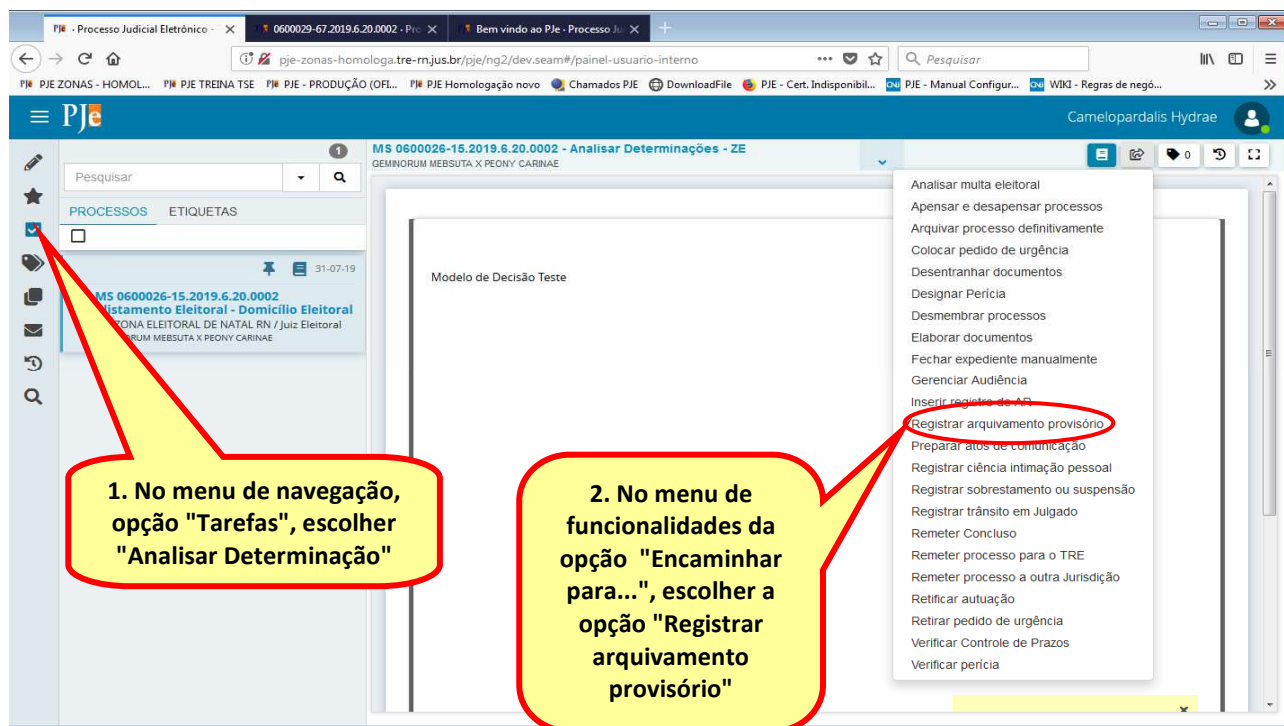 PJe · Processo Judicial Eletrônico -
0600029-67.2019.6.20.0002 · Pro
Bem vindo ao PJe - Processo Ju
pje-zonas-homologa.tre-rn.jus.br/pje/ng2/dev.seam#/painel-usuario-interno
Pesquisar
PJe PJE ZONAS - HOMOL...
PJe PJE TREINA TSE
PJe PJE - PRODUÇÃO (OFI...
PJe PJE Homologação novo
Chamados PJE
DownloadFile
PJE - Cert. Indisponibil...
CNJ PJE - Manual Configur...
CNJ WIKI - Regras de negó...
PJe
Camelopardalis Hydrae
1
Pesquisar
PROCESSOS ETIQUETAS
31-07-19
MS 0600026-15.2019.6.20.0002
listamento Eleitoral - Domicílio Eleitoral
ZONA ELEITORAL DE NATAL RN / Juiz Eleitoral
ORUM MEBSUTA X PEONY CARINAE
MS 0600026-15.2019.6.20.0002 - Analisar Determinações - ZE
GEMINORUM MEBSUTA X PEONY CARINAE
0
Modelo de Decisão Teste
Analisar multa eleitoral
Apensar e desapensar processos
Arquivar processo definitivamente
Colocar pedido de urgência
Desentranhar documentos
Designar Perícia
Desmembrar processos
Elaborar documentos
Fechar expediente manualmente
Gerenciar Audiência
Inserir registro de AR
Registrar arquivamento provisório
Preparar atos de comunicação
Registrar ciência intimação pessoal
Registrar sobrestamento ou suspensão
Registrar trânsito em Julgado
Remeter Concluso
Remeter processo para o TRE
Remeter processo a outra Jurisdição
Retificar autuação
Retirar pedido de urgência
Verificar Controle de Prazos
Verificar perícia
1. No menu de navegação,
opção "Tarefas", escolher
"Analisar Determinação"
2. No menu de
funcionalidades da
opção "Encaminhar
para...", escolher a
opção "Registrar
arquivamento
provisório"